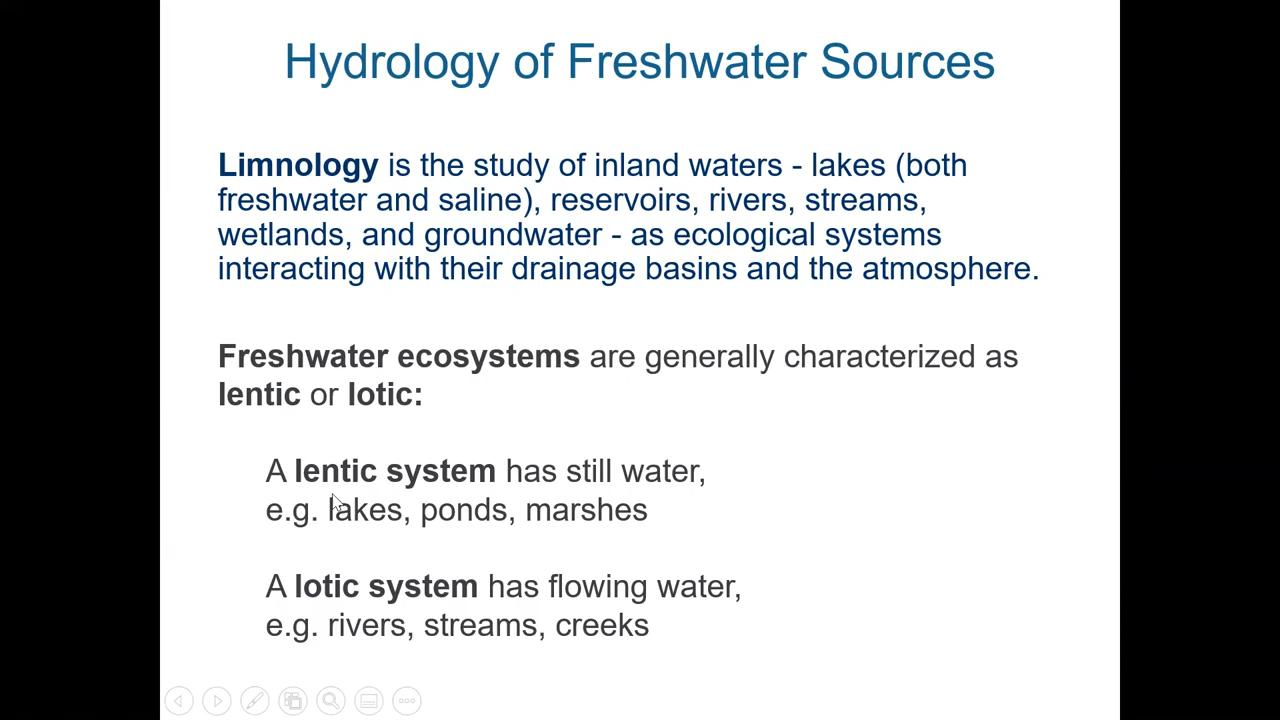 Hydrology of Freshwater Sources
Limnology is the study of inland waters - lakes (both
freshwater and saline), reservoirs, rivers, streams,
wetlands, and groundwater - as ecological systems
interacting with their drainage basins and the atmosphere.
Freshwater ecosystems are generally characterized as
lentic or lotic:
A lentic system has still water,
e.g. lakes, ponds, marshes
A lotic system has flowing water,
e.g. rivers, streams, creeks